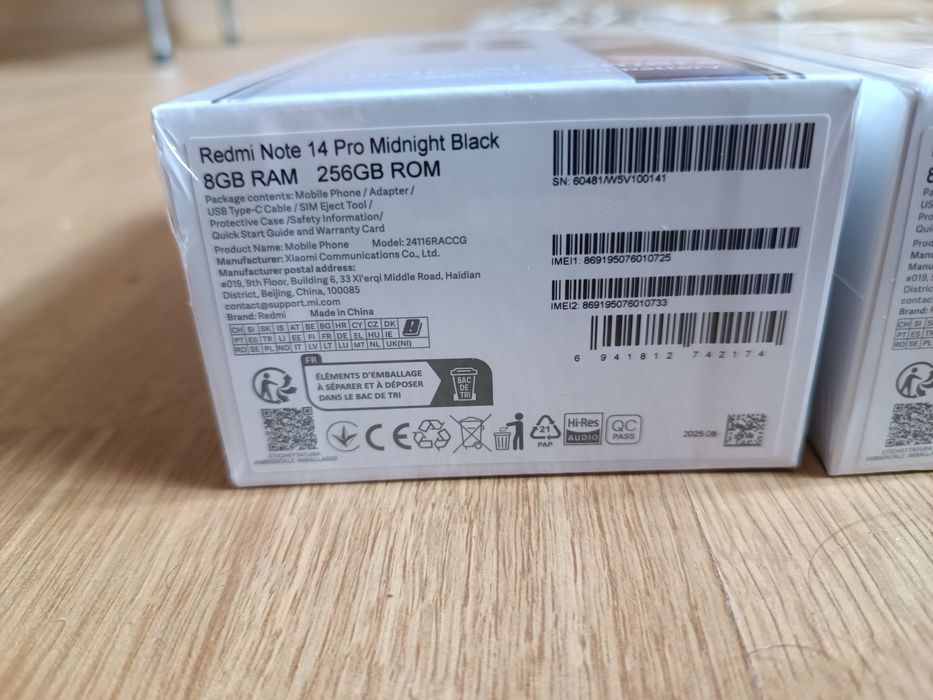 Redmi Note 14 Pro Midnight Black
8GB RAM 256GB ROM
Package contents: Mobile Phone / Adapter /
USB Type-C Cable / SIM Eject Tool /
Protective Case /Safety Information/
Quick Start Guide and Warranty Card
Product Name: Mobile Phone Model: 24116RACCG
Manufacturer: Xiaomi Communications Co., Ltd.
Manufacturer postal address:
#019, 9th Floor, Building 6, 33 Xi'erqi Middle Road, Haidian
District, Beijing, China, 100085
contact@support.mi.com
Brand: Redmi Made in China
CH SI SK IS AT BE BG HR CY CZ DK
PT ES TR LI EE FI FR DE EL HU IE
RO SE PL NO IT LV LT LU MT NL UK(NI)
SN: 60481/W5V100141
IMEI1: 869195076010725
IMEI2: 869195076010733
6 941812 742174
FR
ÉLÉMENTS D'EMBALLAGE
À SÉPARER ET À DÉPOSER
DANS LE BAC DE TRI
BAC
DE
TRI
ETICHETTATURA
AMBIENTALE IMBALLAGGI
CE
21
PAP
Hi-Res
AUDIO
QC
PASS
2025.08